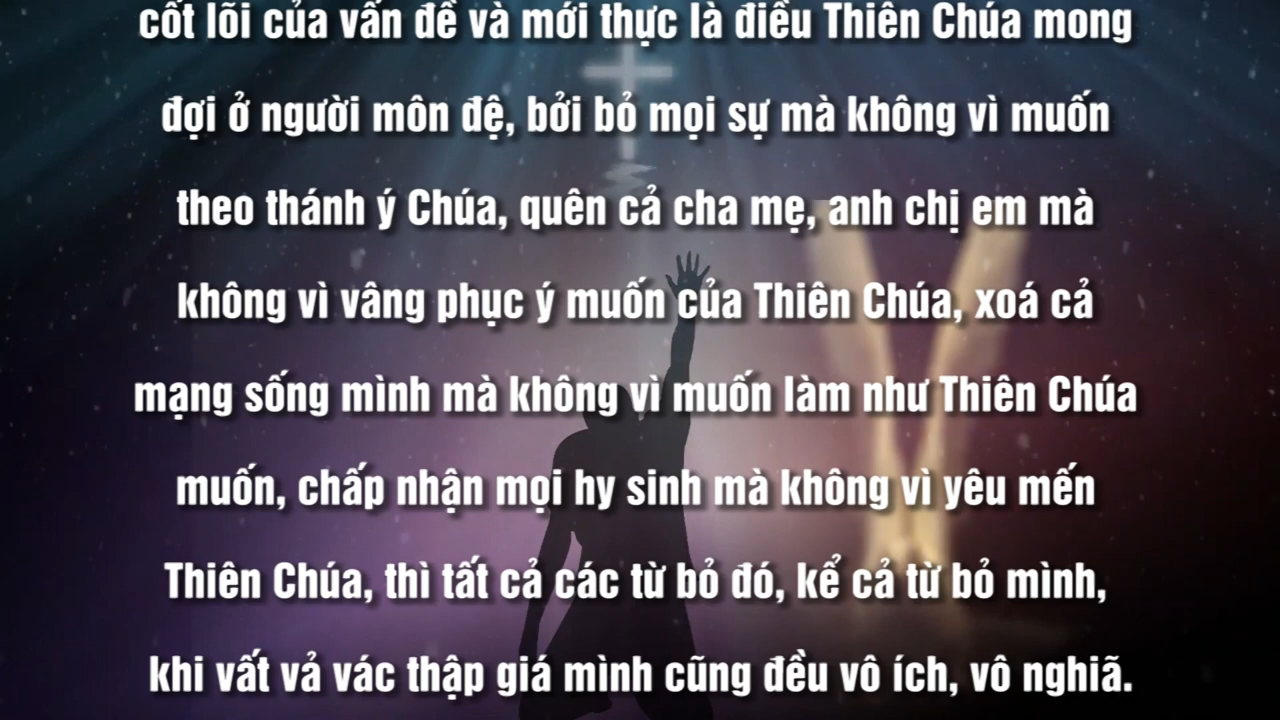 cốt lõi của vấn đề và mới thực là điều Thiên Chúa mong
đợi ở người môn đệ, bởi bỏ mọi sự mà không vì muốn
theo thánh ý Chúa, quên cả cha mẹ, anh chị em mà
không vì vâng phục ý muốn của Thiên Chúa, xoá cả
mạng sống mình mà không vì muốn làm như Thiên Chúa
muốn, chấp nhận mọi hy sinh mà không vì yêu mến
Thiên Chúa, thì tất cả các từ bỏ đó, kể cả từ bỏ mình,
khi vất vả vác thập giá mình cũng đều vô ích, vô nghiã.